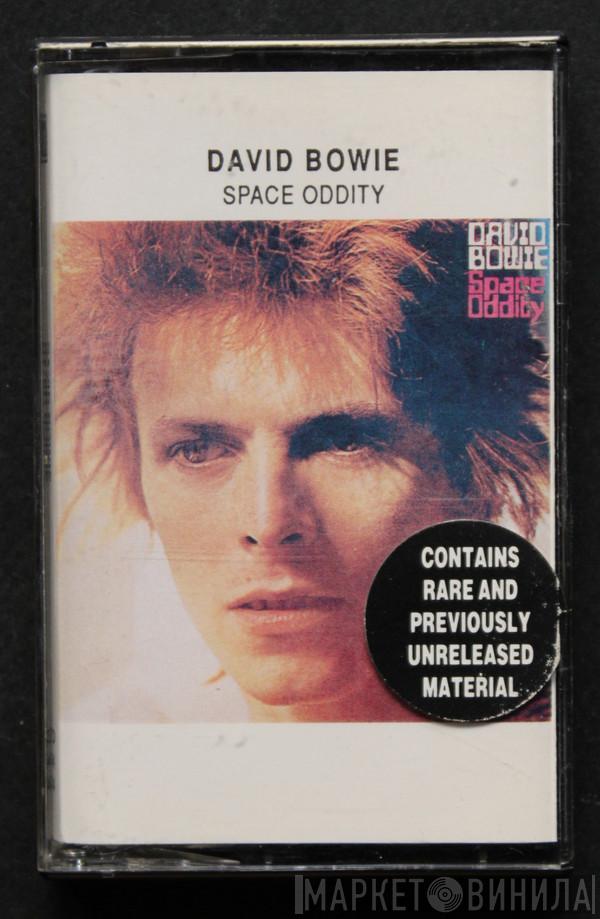 DAVID BOWIE
SPACE ODDITY
DAVID
BOWIE
Space
Oddity
CONTAINS
RARE AND
PREVIOUSLY
UNRELEASED
MATERIAL
МАРКЕТ ВИНИЛА